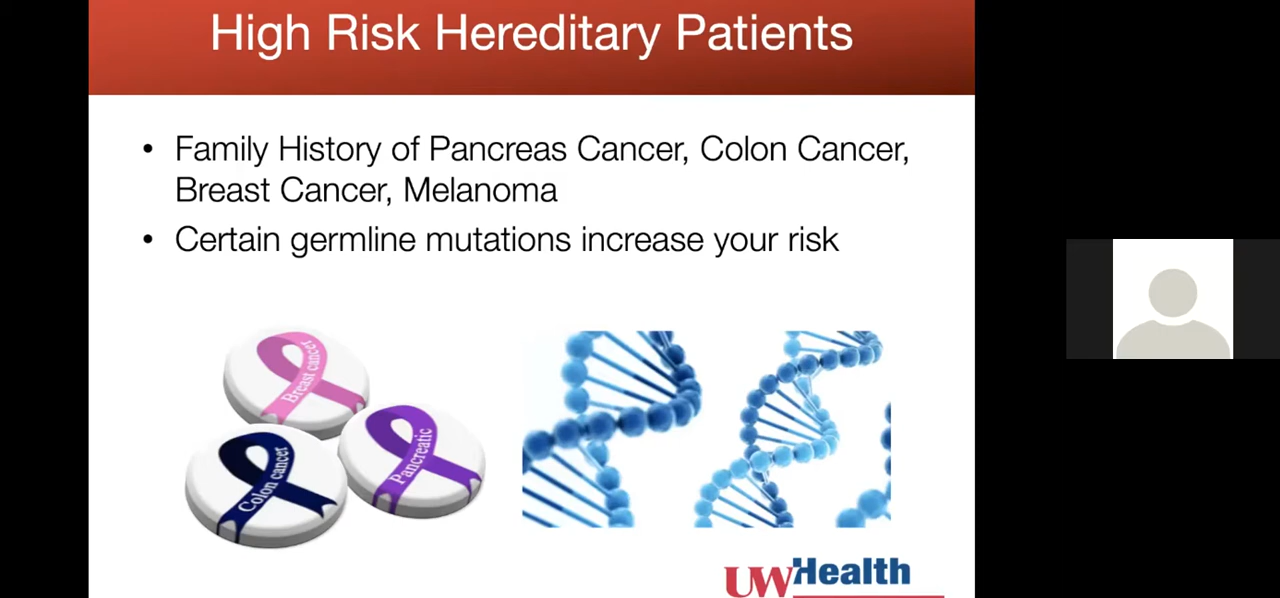 High Risk Hereditary Patients
• Family History of Pancreas Cancer, Colon Cancer,
Breast Cancer, Melanoma
• Certain germline mutations increase your risk
Breast cancer
Pancreatic
Colon cancer
UWHealth